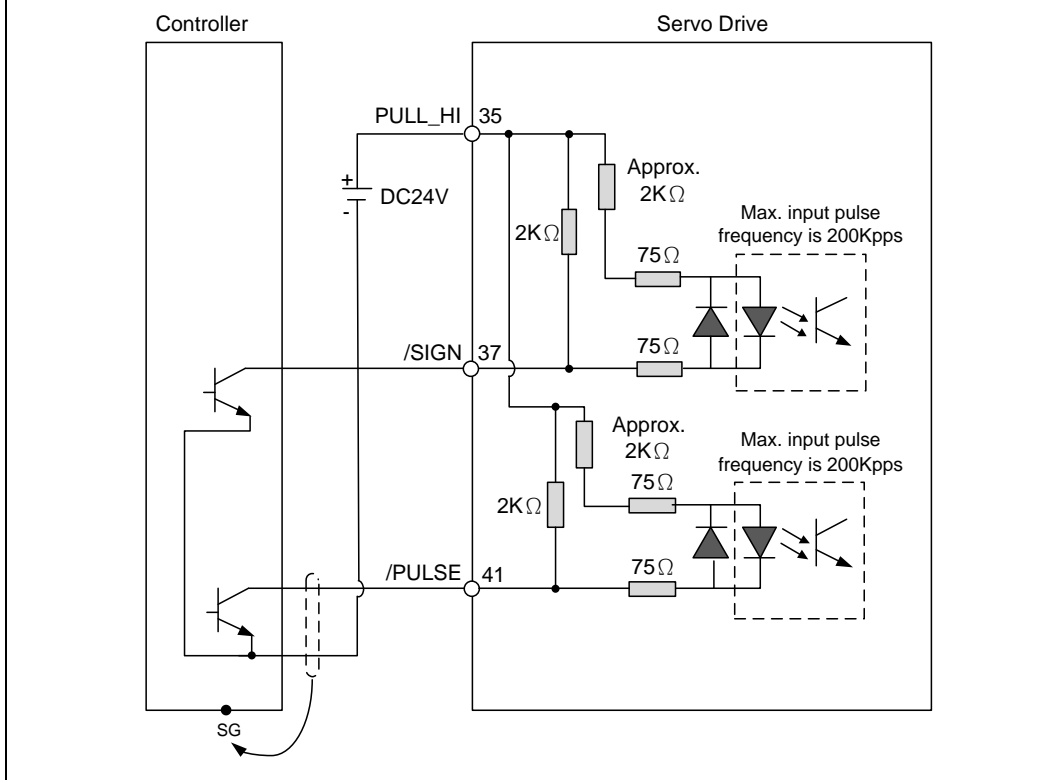 Controller
Servo Drive
PULL_HI
35
+
-
DC24V
Approx.
2KΩ
2KΩ
75Ω
Max. input pulse
frequency is 200Kpps
75Ω
/SIGN
37
Approx.
2KΩ
2KΩ
75Ω
Max. input pulse
frequency is 200Kpps
75Ω
/PULSE
41
SG